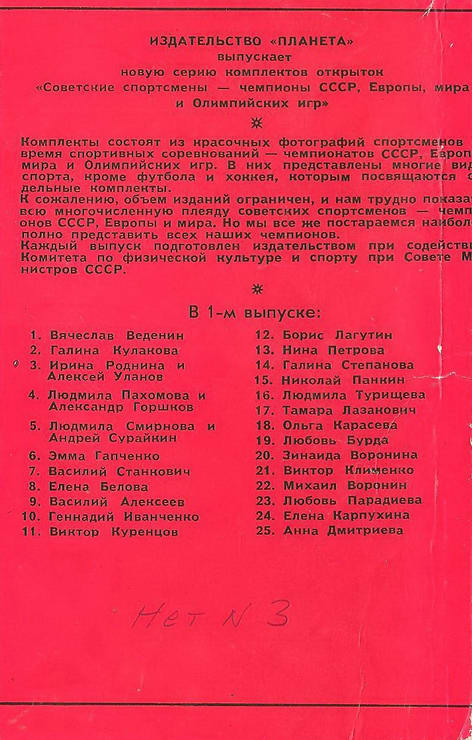 ИЗДАТЕЛЬСТВО «ПЛАНЕТА»
выпускает
новую серию комплектов открыток
«Советские спортсмены — чемпионы СССР, Европы, мира
и Олимпийских игр»
Комплекты состоят из красочных фотографий спортсменов
время спортивных соревнований — чемпионатов СССР, Европ
мира и Олимпийских игр. В них представлены многие вид
спорта, кроме футбола и хоккея, которым посвящаются о
дельные комплекты.
К сожалению, объем изданий ограничен, и нам трудно показа
всю многочисленную плеяду советских спортсменов — чемп
онов СССР, Европы и мира. Но мы все же постараемся наибол
полно представить всех наших чемпионов.
Каждый выпуск подготовлен издательством при содейств
Комитета по физической культуре и спорту при Совете М
нистров СССР.
В 1-м выпуске:
1. Вячеслав Веденин
2. Галина Кулакова
3. Ирина Роднина и
Алексей Уланов
4. Людмила Пахомова и
Александр Горшков
5. Людмила Смирнова и
Андрей Сурайкин
6. Эмма Гапченко
7. Василий Станкович
8. Елена Белова
9. Василий Алексеев
10. Геннадий Иванченко
11. Виктор Куренцов
12. Борис Лагутин
13. Нина Петрова
14. Галина Степанова
15. Николай Панкин
16. Людмила Турищева
17. Тамара Лазакович
18. Ольга Карасева
19. Любовь Бурда
20. Зинаида Воронина
21. Виктор Клименко
22. Михаил Воронин
23. Любовь Парадиева
24. Елена Карпухина
25. Анна Дмитриева
Нет N 3